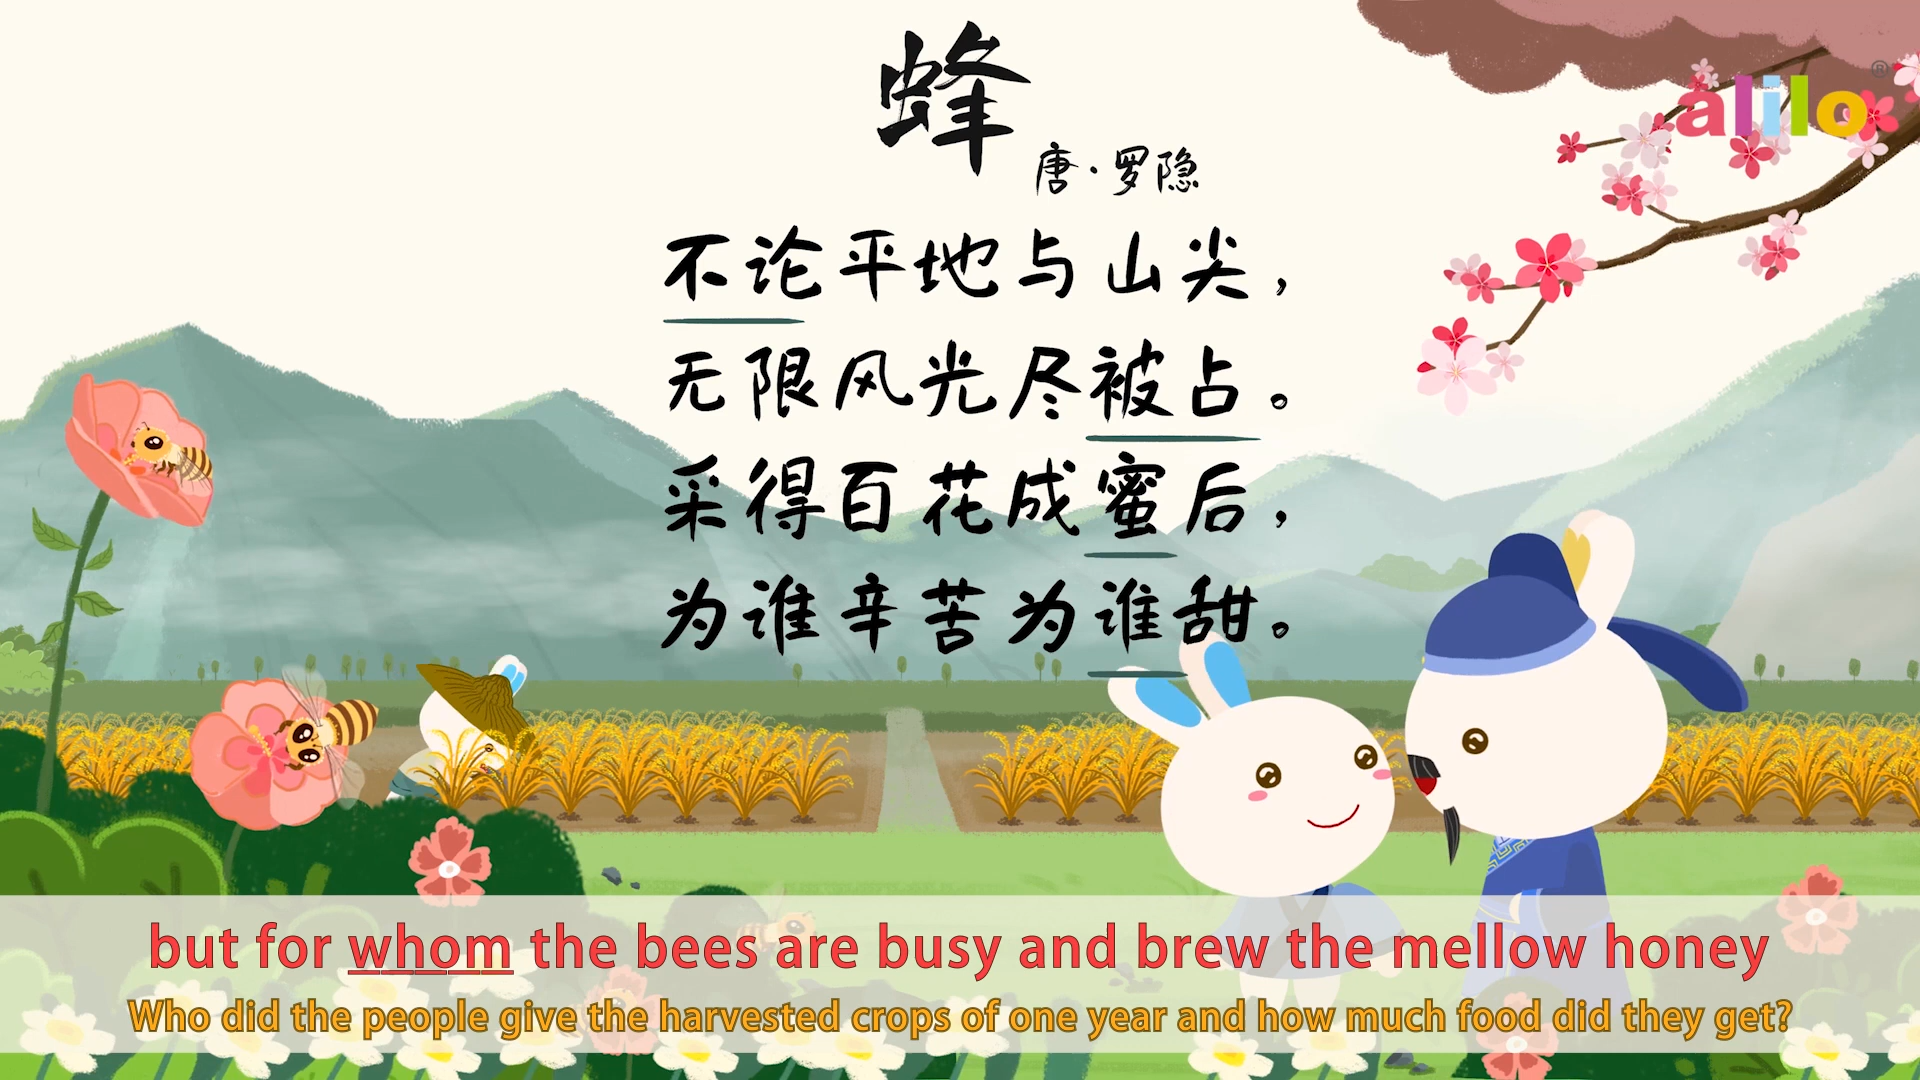 蜂
唐·罗隐
alilo®
不论平地与山尖，
无限风光尽被占。
采得百花成蜜后，
为谁辛苦为谁甜。
but for whom the bees are busy and brew the mellow honey
Who did the people give the harvested crops of one year and how much food did they get?